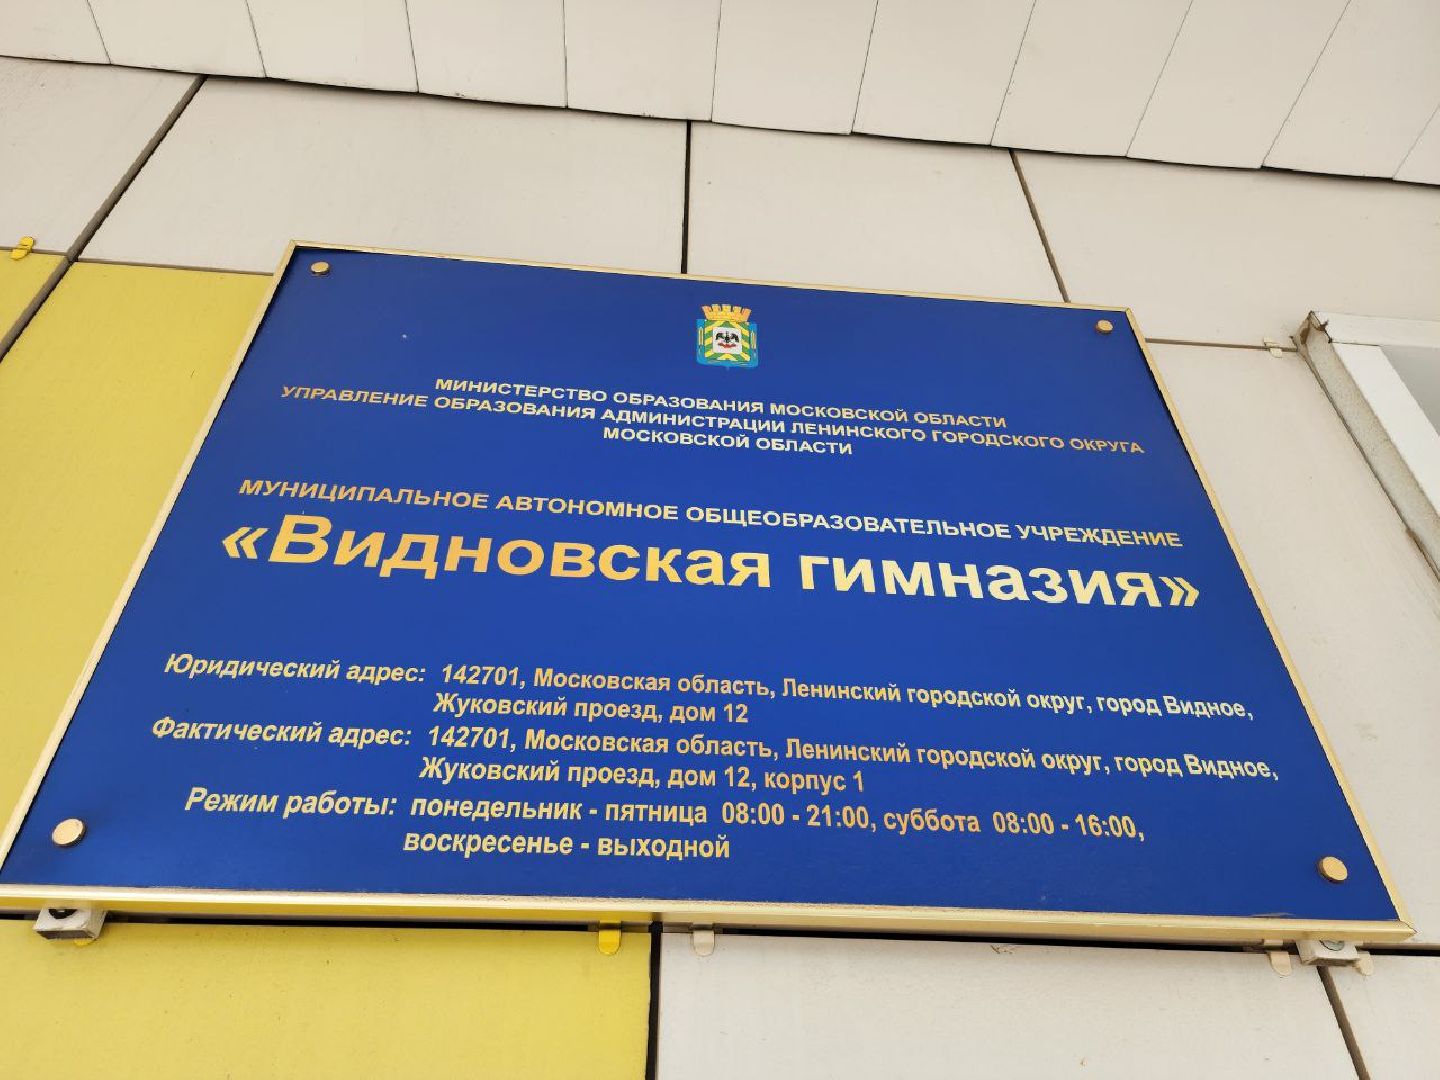 МИНИСТЕРСТВО ОБРАЗОВАНИЯ МОСКОВСКОЙ ОБЛАСТИ
УПРАВЛЕНИЕ ОБРАЗОВАНИЯ АДМИНИСТРАЦИИ ЛЕНИНСКОГО ГОРОДСКОГО ОКРУГА
МОСКОВСКОЙ ОБЛАСТИ
МУНИЦИПАЛЬНОЕ АВТОНОМНОЕ ОБЩЕОБРАЗОВАТЕЛЬНОЕ УЧРЕЖДЕНИЕ
«Видновская гимназия»
Юридический адрес: 142701, Московская область, Ленинский городской округ, город Видное,
Жуковский проезд, дом 12
Фактический адрес: 142701, Московская область, Ленинский городской округ, город Видное,
Жуковский проезд, дом 12, корпус 1
Режим работы: понедельник - пятница 08:00 - 21:00, суббота 08:00 - 16:00,
воскресенье - выходной